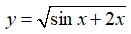 y = √(sin x + 2x)